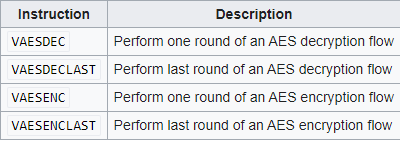 Instruction Description
VAESDEC Perform one round of an AES decryption flow
VAESDECLAST Perform last round of an AES decryption flow
VAESENC Perform one round of an AES encryption flow
VAESENCLAST Perform last round of an AES encryption flow